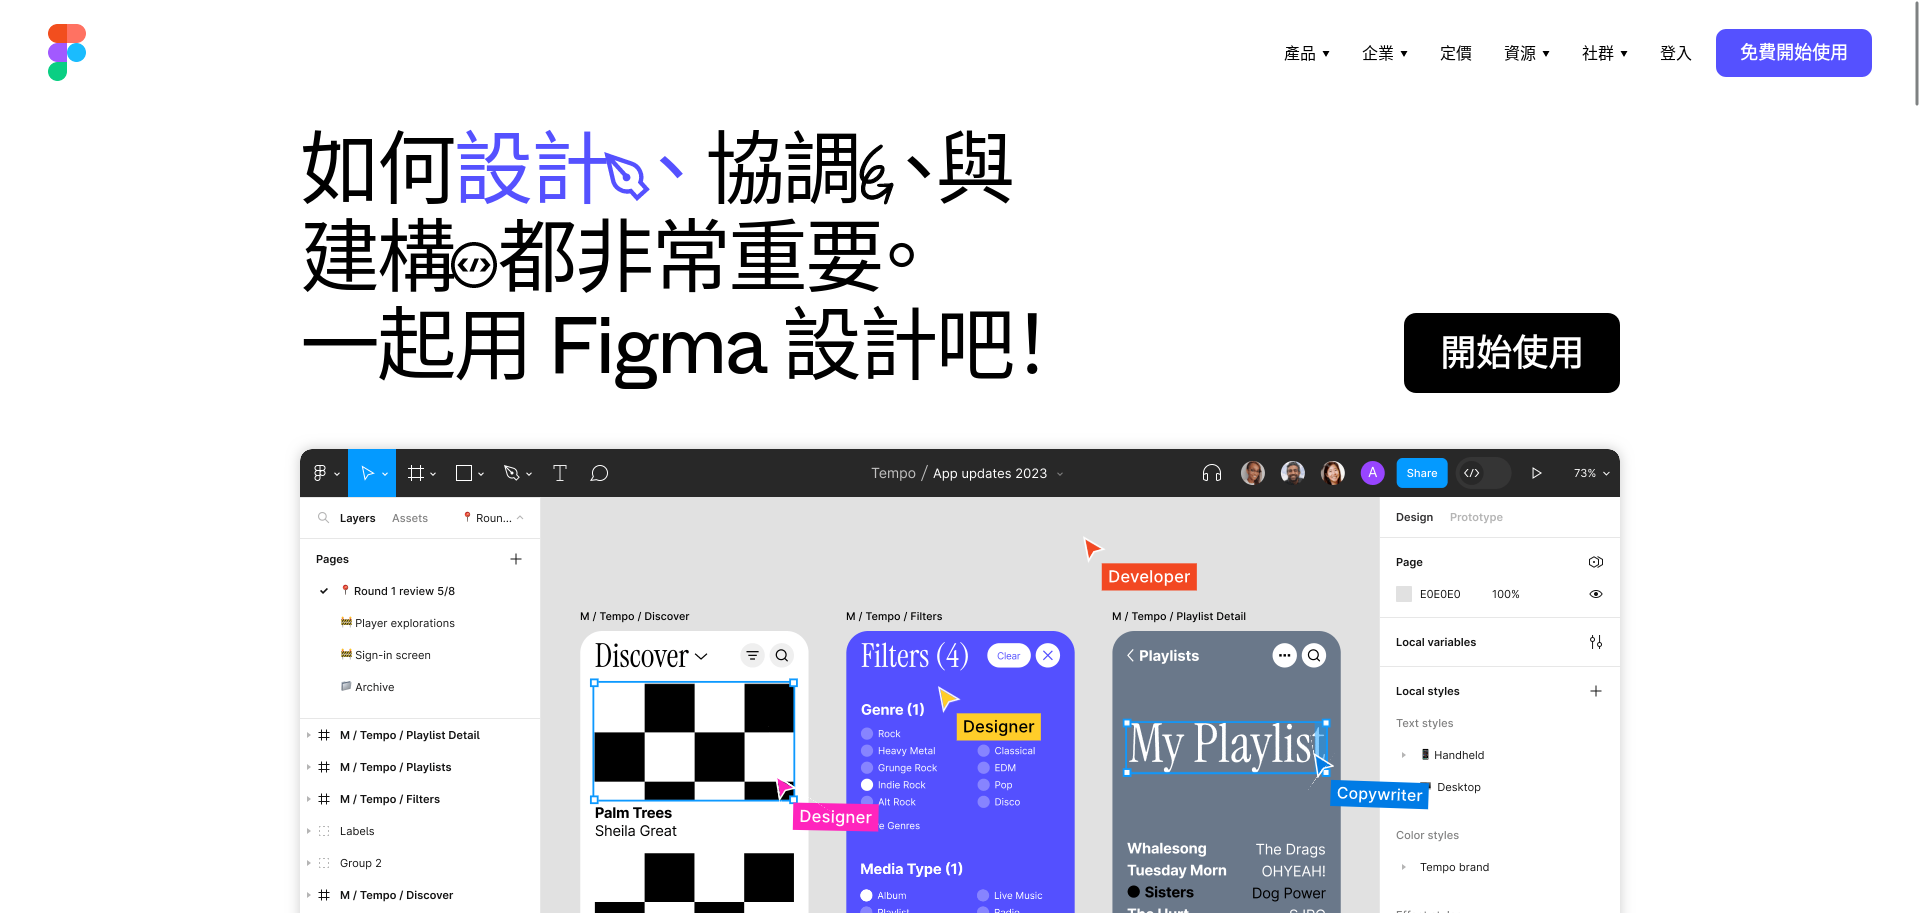 產品 企業 定價 資源 社群 登入 免費開始使用
如何設計、協調、與
建構都非常重要。
一起用 Figma 設計吧！
開始使用
Tempo / App updates 2023
A
Share
73%
Layers Assets Roun...
Pages
Round 1 review 5/8
Player explorations
Sign-in screen
Archive
M / Tempo / Playlist Detail
M / Tempo / Playlists
M / Tempo / Filters
Labels
Group 2
M / Tempo / Discover
M / Tempo / Discover
Discover
Palm Trees
Sheila Great
Designer
M / Tempo / Filters
Filters (4)
Clear
Designer
Genre (1)
Rock
Heavy Metal Classical
Grunge Rock EDM
Indie Rock Pop
Alt Rock Disco
Genres
Media Type (1)
Album Live Music
Playlist Radio
Developer
M / Tempo / Playlist Detail
Playlists
My Playlist
Copywriter
Whalesong The Drags
Tuesday Morn OHYEAH!
Sisters Dog Power
The Hurt
Design Prototype
Page
E0E0E0 100%
Local variables
Local styles
Text styles
Handheld
Desktop
Color styles
Tempo brand